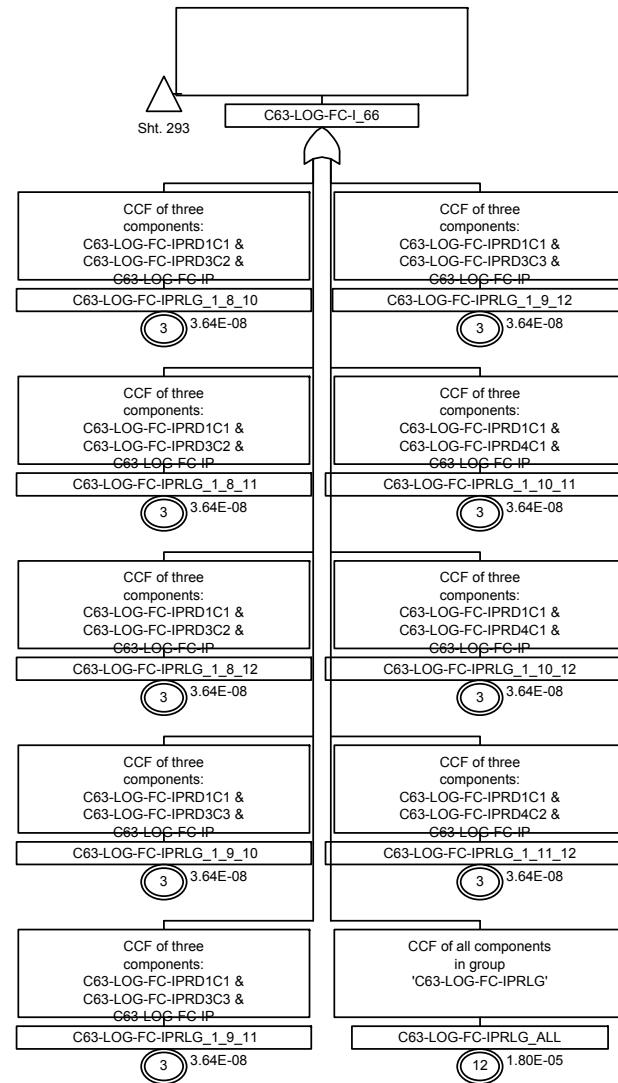 Sht. 293
C63-LOG-FC-I_66
CCF of three
components:
C63-LOG-FC-IPRD1C1 &
C63-LOG-FC-IPRD3C2 &
C63-LOG-FC-IP
C63-LOG-FC-IPRLG_1_8_10
3
3.64E-08
CCF of three
components:
C63-LOG-FC-IPRD1C1 &
C63-LOG-FC-IPRD3C3 &
C63-LOG-FC-IP
C63-LOG-FC-IPRLG_1_9_12
3
3.64E-08
CCF of three
components:
C63-LOG-FC-IPRD1C1 &
C63-LOG-FC-IPRD3C2 &
C63-LOG-FC-IP
C63-LOG-FC-IPRLG_1_8_11
3
3.64E-08
CCF of three
components:
C63-LOG-FC-IPRD1C1 &
C63-LOG-FC-IPRD4C1 &
C63-LOG-FC-IP
C63-LOG-FC-IPRLG_1_10_11
3
3.64E-08
CCF of three
components:
C63-LOG-FC-IPRD1C1 &
C63-LOG-FC-IPRD3C2 &
C63-LOG-FC-IP
C63-LOG-FC-IPRLG_1_8_12
3
3.64E-08
CCF of three
components:
C63-LOG-FC-IPRD1C1 &
C63-LOG-FC-IPRD4C1 &
C63-LOG-FC-IP
C63-LOG-FC-IPRLG_1_10_12
3
3.64E-08
CCF of three
components:
C63-LOG-FC-IPRD1C1 &
C63-LOG-FC-IPRD3C3 &
C63-LOG-FC-IP
C63-LOG-FC-IPRLG_1_9_10
3
3.64E-08
CCF of three
components:
C63-LOG-FC-IPRD1C1 &
C63-LOG-FC-IPRD4C2 &
C63-LOG-FC-IP
C63-LOG-FC-IPRLG_1_11_12
3
3.64E-08
CCF of three
components:
C63-LOG-FC-IPRD1C1 &
C63-LOG-FC-IPRD3C3 &
C63-LOG-FC-IP
C63-LOG-FC-IPRLG_1_9_11
3
3.64E-08
CCF of all components
in group
'C63-LOG-FC-IPRLG'
C63-LOG-FC-IPRLG_ALL
12
1.80E-05